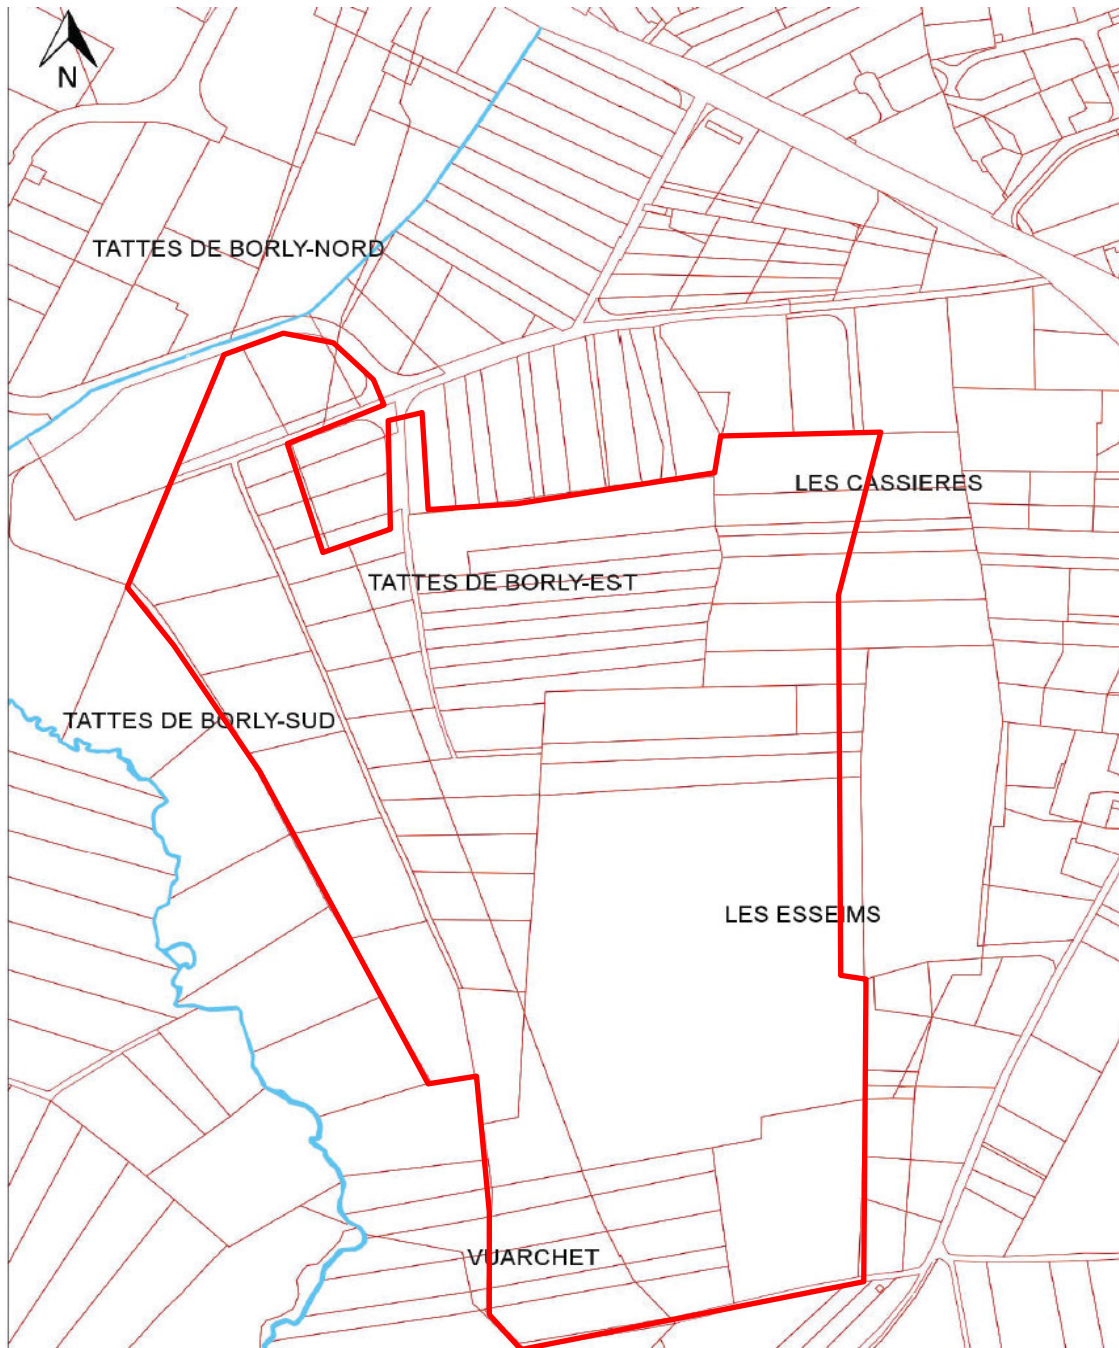 N
TATTES DE BORLY-NORD
LES CASSIERES
TATTES DE BORLY-EST
TATTES DE BORLY-SUD
LES ESSEIMS
VUARCHET